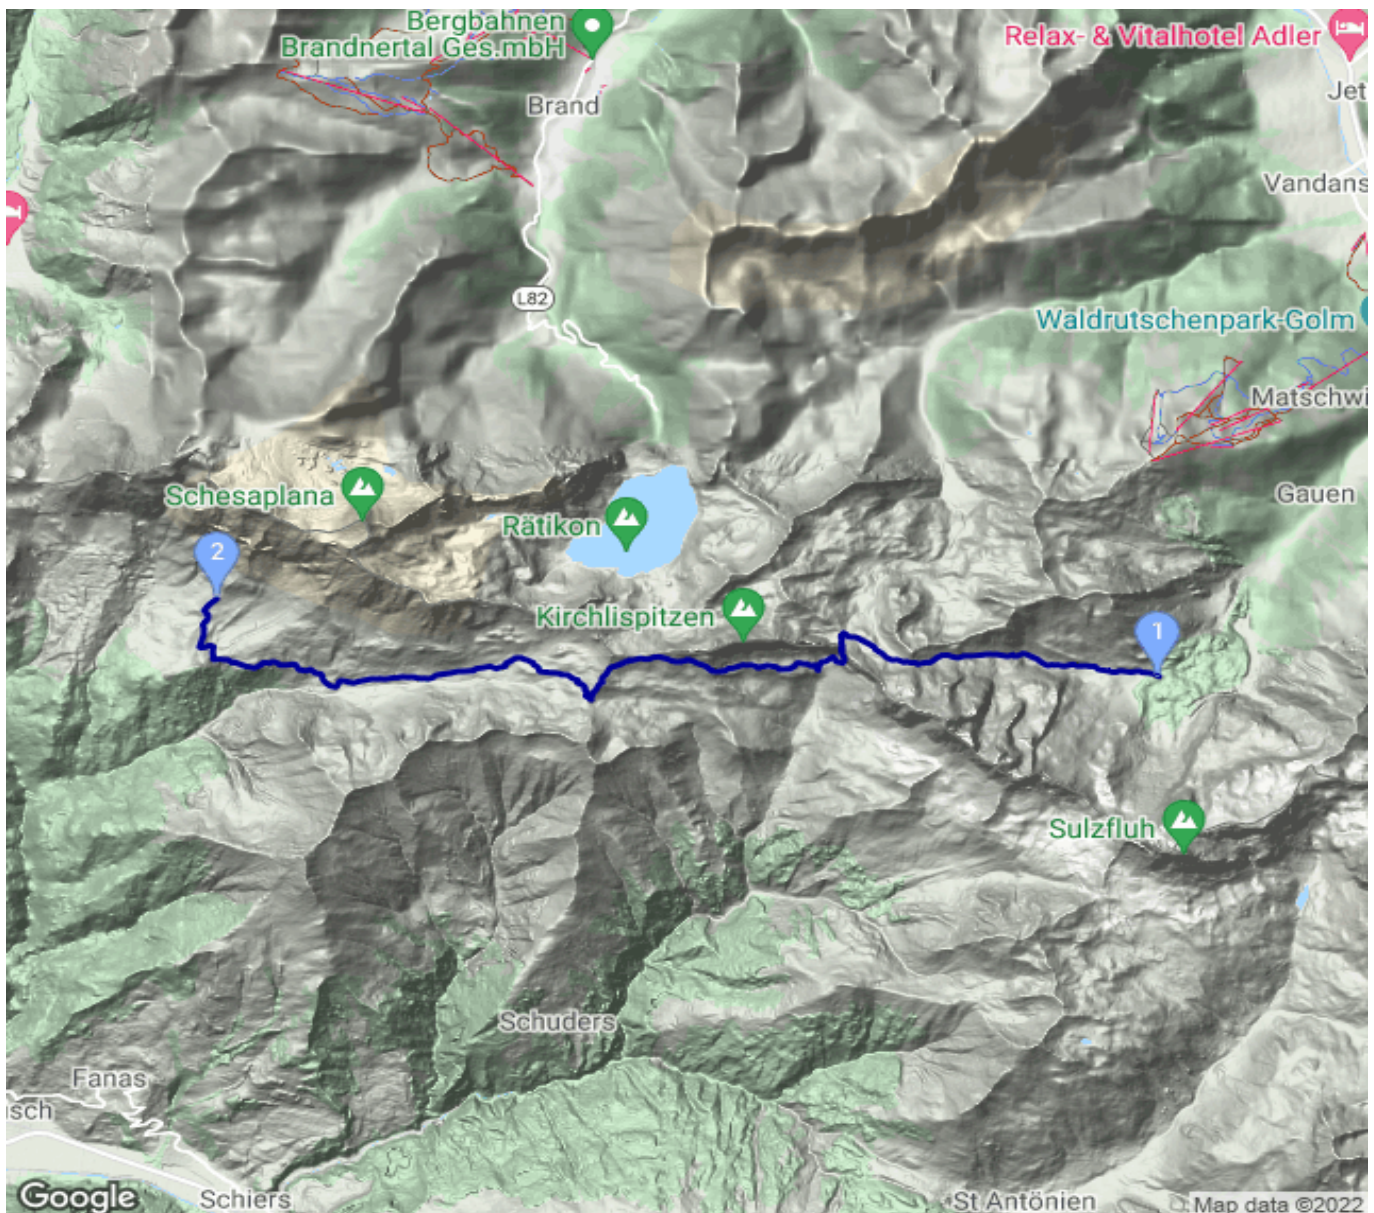 Bergbahnen
Brandnertal Ges.mbH
Relax- & Vitalhotel Adler
Brand
Jet
Vandans
L82
Waldrutschenpark-Golm
Matschwi
Schesaplana
Gauen
Rätikon
2
Kirchlispitzen
1
Sulzfluh
Schuders
Fanas
isch
Google
Schiers
St Antönien
Map data ©2022